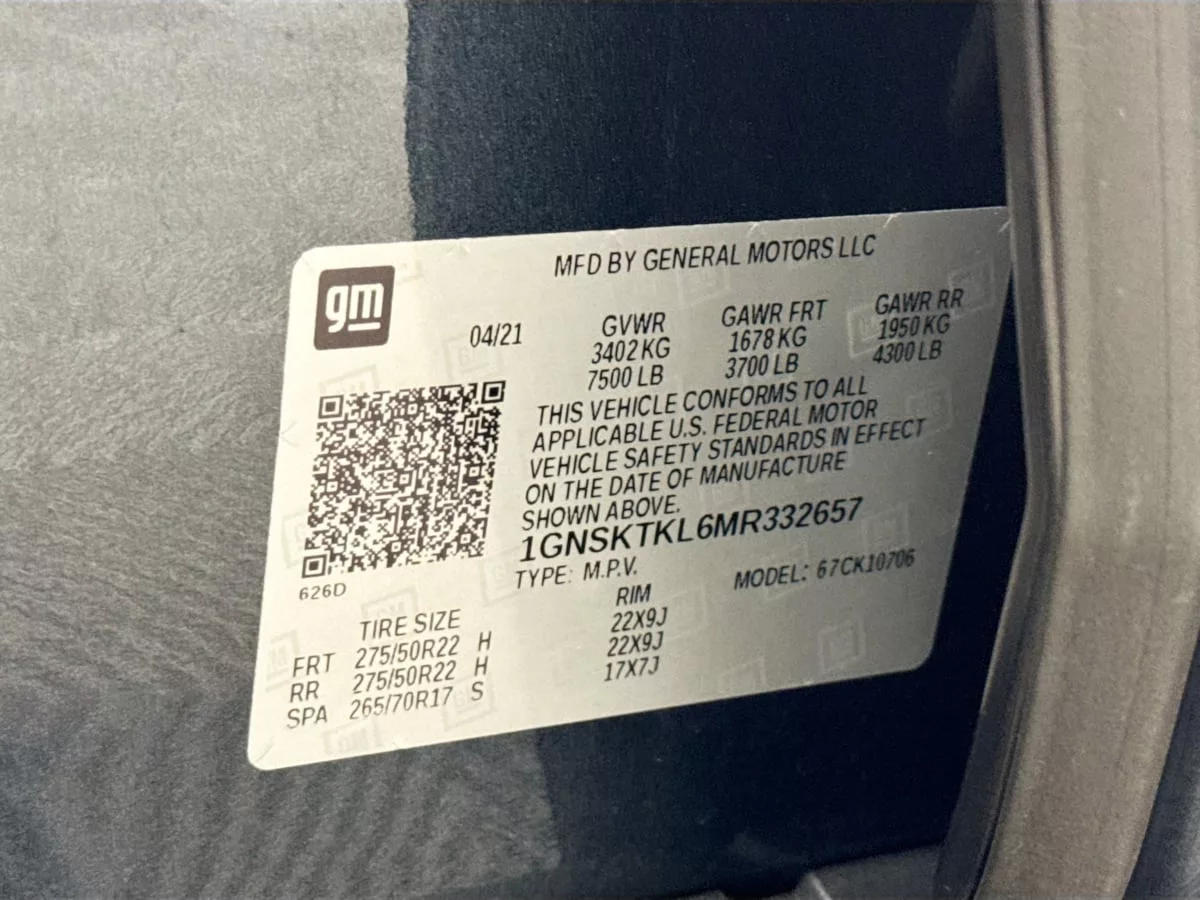 MFD BY GENERAL MOTORS LLC
gm
04/21
GVWR GAWR FRT GAWR RR
3402 KG 1678 KG 1950 KG
7500 LB 3700 LB 4300 LB
THIS VEHICLE CONFORMS TO ALL
APPLICABLE U.S. FEDERAL MOTOR
VEHICLE SAFETY STANDARDS IN EFFECT
ON THE DATE OF MANUFACTURE
SHOWN ABOVE.
1GNSKTKL6MR332657
626D
TYPE: M.P.V. MODEL: 67CK10706
TIRE SIZE RIM
FRT 275/50R22 H 22X9J
RR 275/50R22 H 22X9J
SPA 265/70R17 S 17X7J